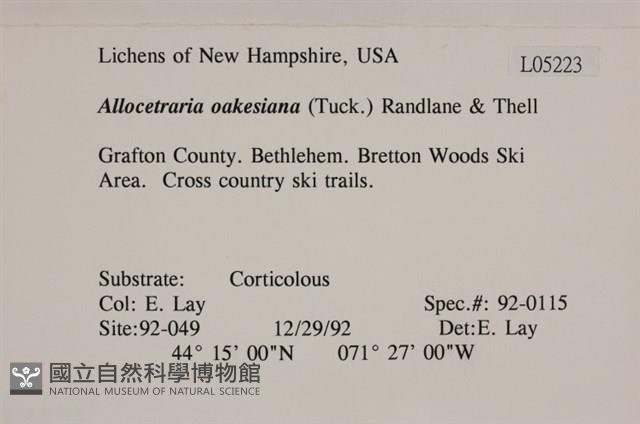 Lichens of New Hampshire, USA
L05223
Allocetraria oakesiana (Tuck.) Randlane & Thell
Grafton County. Bethlehem. Bretton Woods Ski
Area. Cross country ski trails.
Substrate: Corticolous
Col: E. Lay Spec.#: 92-0115
Site:92-049 12/29/92 Det:E. Lay
44° 15' 00"N 071° 27' 00"W
國立自然科學博物館
NATIONAL MUSEUM OF NATURAL SCIENCE